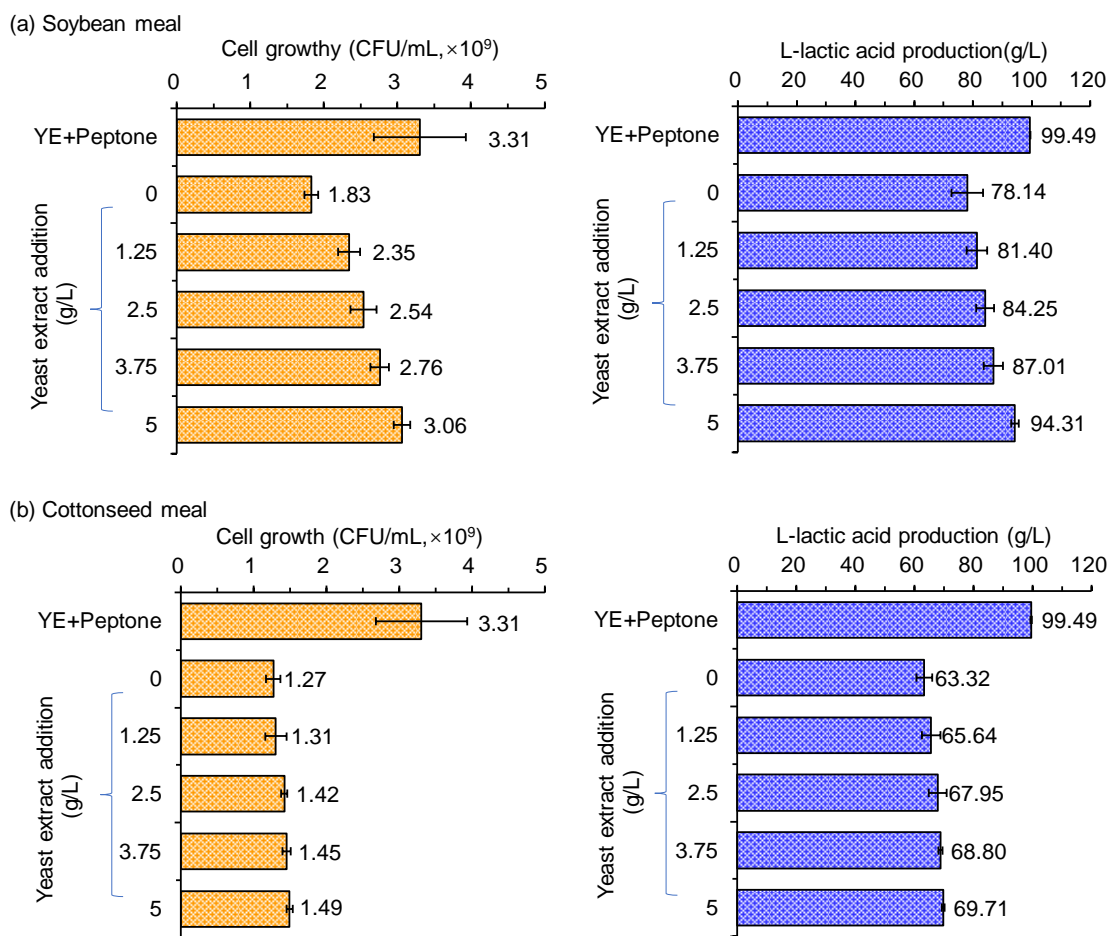 (a) Soybean meal
Cell growthy (CFU/mL,×10⁹)
0 1 2 3 4 5
YE+Peptone 3.31
0 1.83
1.25 2.35
2.5 2.54
3.75 2.76
5 3.06
Yeast extract addition
(g/L)
L-lactic acid production(g/L)
0 20 40 60 80 100 120
YE+Peptone 99.49
0 78.14
1.25 81.40
2.5 84.25
3.75 87.01
5 94.31
Yeast extract addition
(g/L)
(b) Cottonseed meal
Cell growth (CFU/mL,×10⁹)
0 1 2 3 4 5
YE+Peptone 3.31
0 1.27
1.25 1.31
2.5 1.42
3.75 1.45
5 1.49
Yeast extract addition
(g/L)
L-lactic acid production (g/L)
0 20 40 60 80 100 120
YE+Peptone 99.49
0 63.32
1.25 65.64
2.5 67.95
3.75 68.80
5 69.71
Yeast extract addition
(g/L)